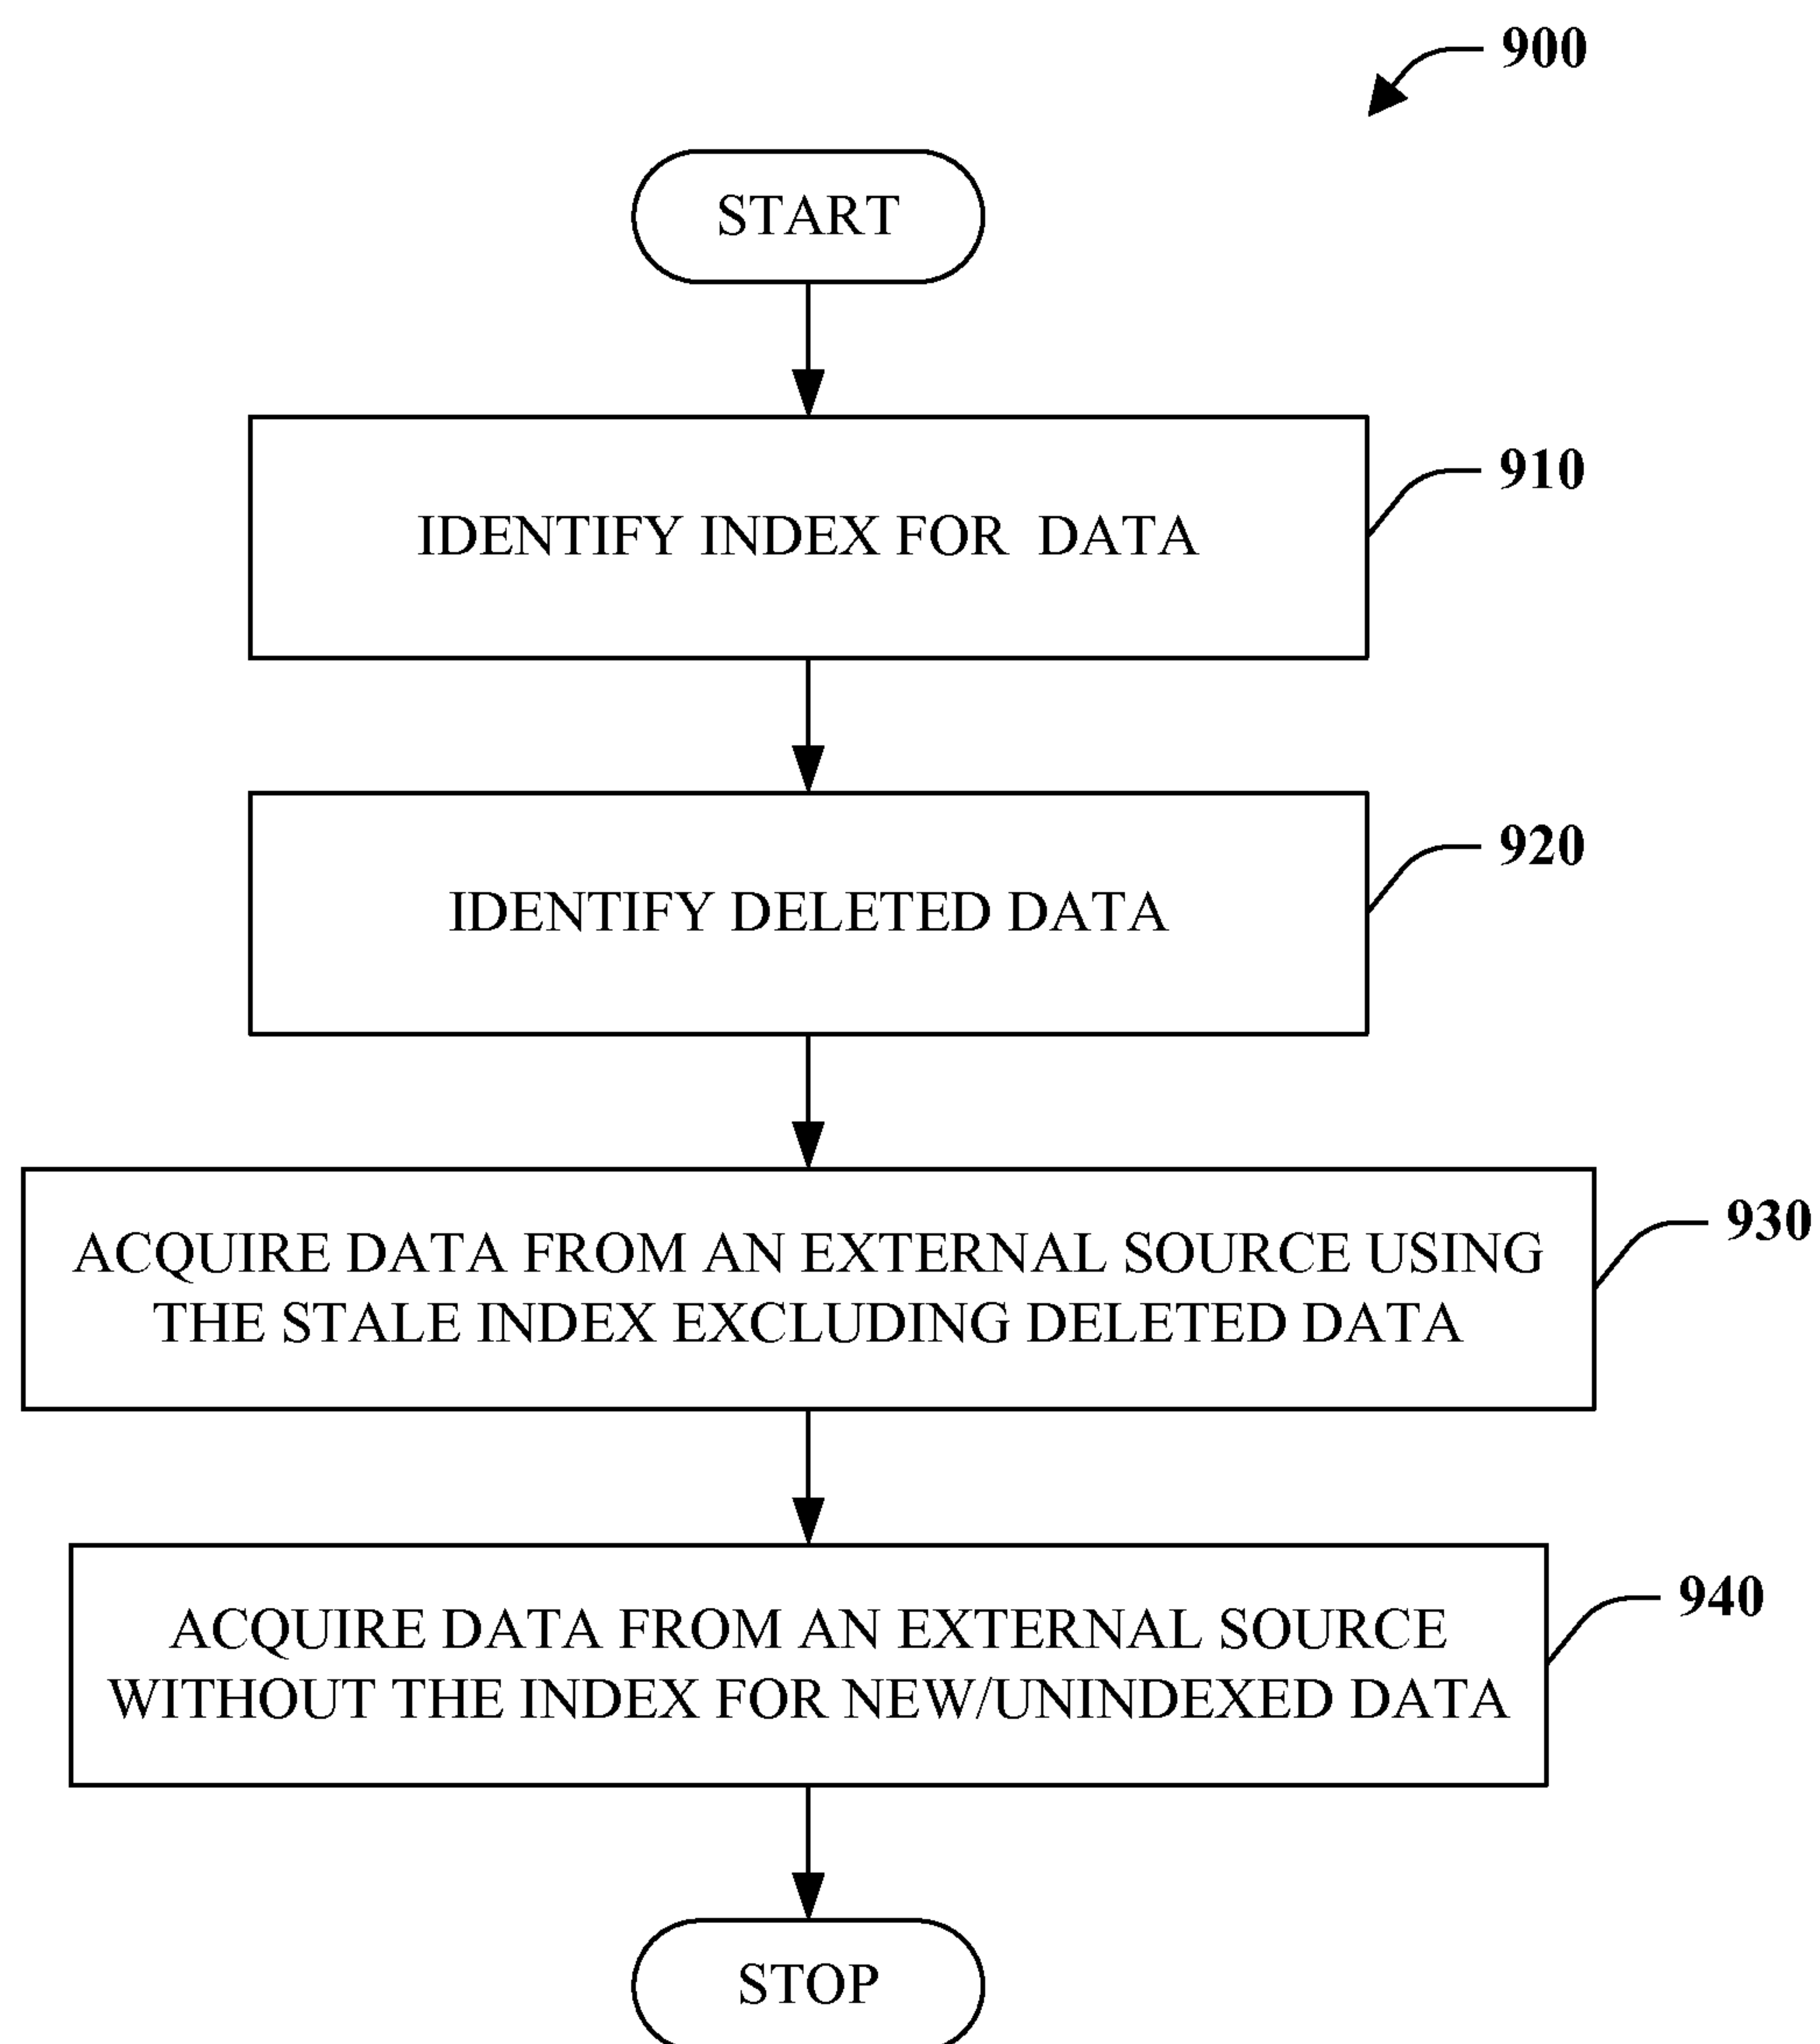 900
START
IDENTIFY INDEX FOR DATA
910
IDENTIFY DELETED DATA
920
ACQUIRE DATA FROM AN EXTERNAL SOURCE USING
THE STALE INDEX EXCLUDING DELETED DATA
930
ACQUIRE DATA FROM AN EXTERNAL SOURCE
WITHOUT THE INDEX FOR NEW/UNINDEXED DATA
940
STOP